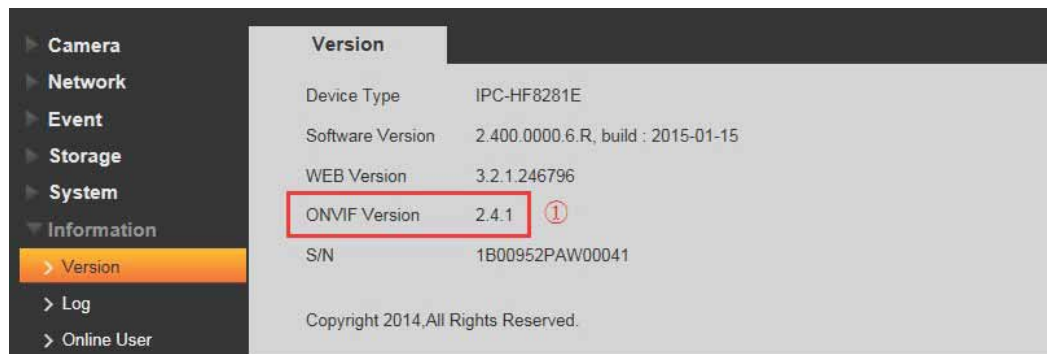 Camera
Network
Event
Storage
System
Information
Version
Log
Online User
Version
Device Type IPC-HF8281E
Software Version 2.400.0000.6.R, build : 2015-01-15
WEB Version 3.2.1.246796
ONVIF Version 2.4.1 ①
S/N 1B00952PAW00041
Copyright 2014,All Rights Reserved.